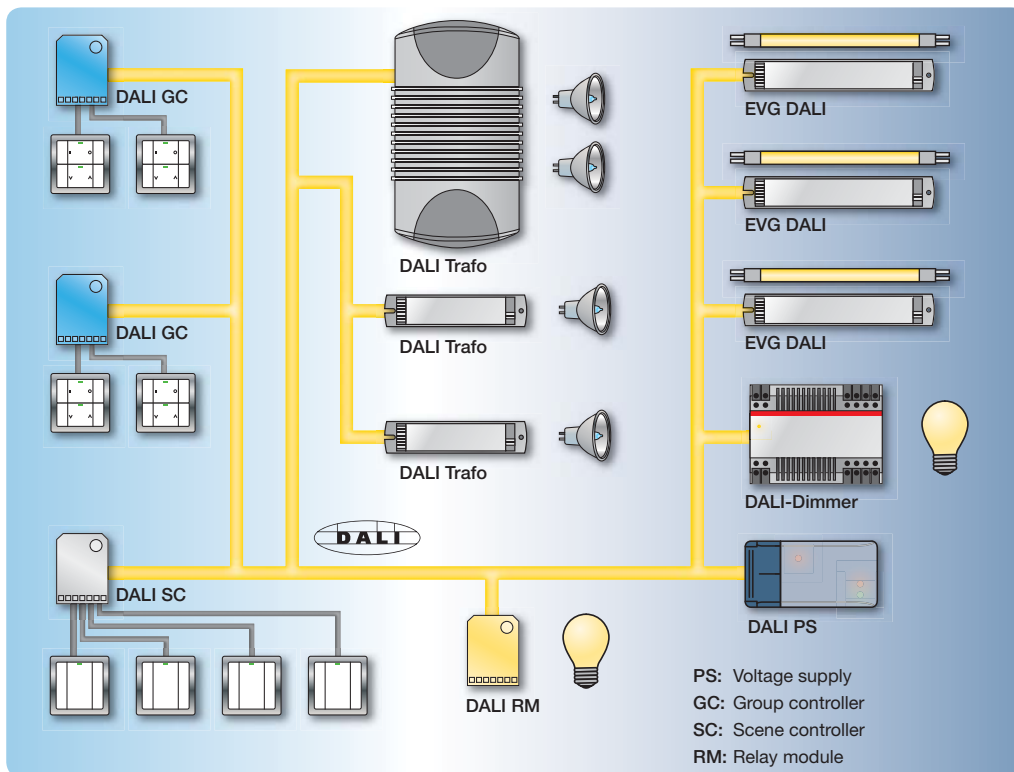 DALI GC
DALI GC
DALI SC
DALI Trafo
DALI Trafo
DALI Trafo
DALI
DALI RM
EVG DALI
EVG DALI
EVG DALI
DALI-Dimmer
DALI PS
PS: Voltage supply
GC: Group controller
SC: Scene controller
RM: Relay module